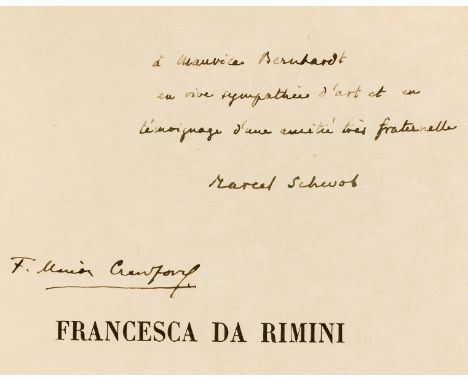 à Maurice Bernhardt
en vive sympathie d'art et en
témoignage d'une amitié très fraternelle
Marcel Schwob
F. Marion Crawford
FRANCESCA DA RIMINI